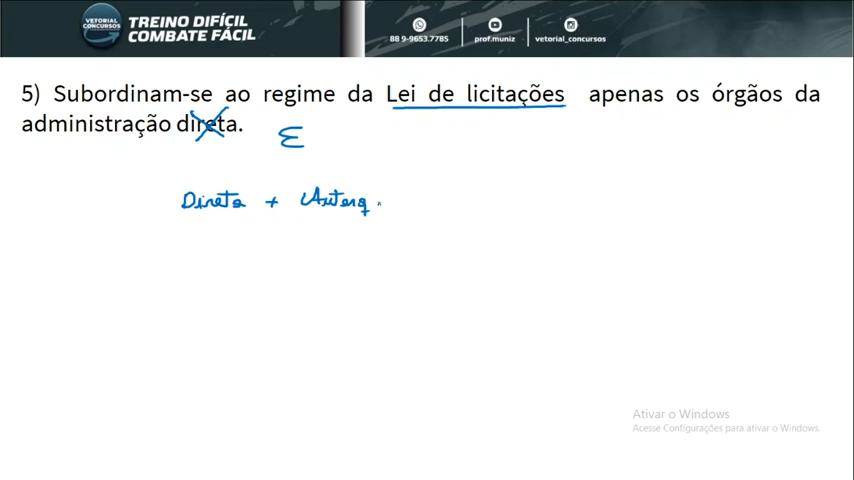 VETORIAL
CONCURSOS
TREINO DIFÍCIL
COMBATE FÁCIL
88 9-9653.7785
prof.muniz
vetorial_concursos
5) Subordinam-se ao regime da Lei de licitações apenas os órgãos da
administração direta.
E
Direta + Autarq.
Ativar o Windows
Acesse Configurações para ativar o Windows.